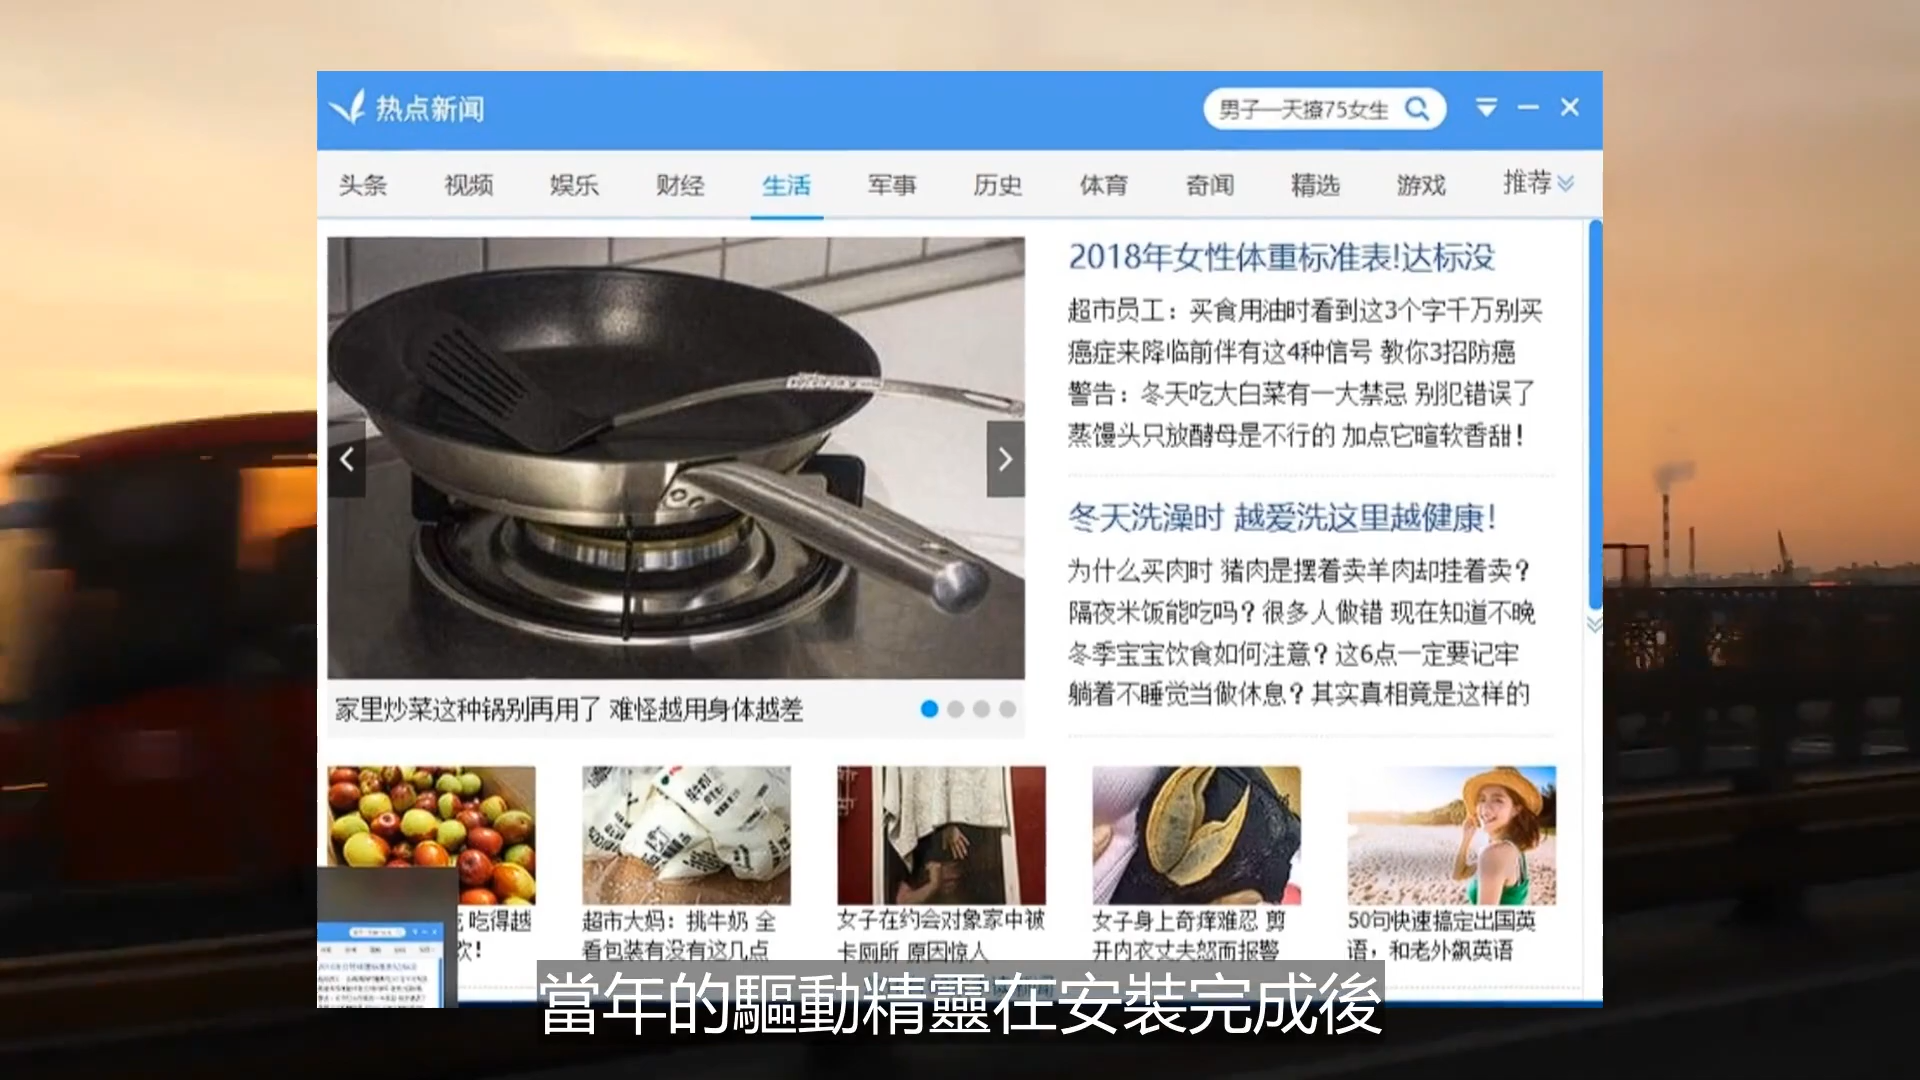 热点新闻
男子一天撩75女生
头条 视频 娱乐 财经 生活 军事 历史 体育 奇闻 精选 游戏 推荐
2018年女性体重标准表!达标没
超市员工：买食用油时看到这3个字千万别买
癌症来降临前伴有这4种信号 教你3招防癌
警告：冬天吃大白菜有一大禁忌 别犯错误了
蒸馒头只放酵母是不行的 加点它暄软香甜！
冬天洗澡时 越爱洗这里越健康！
为什么买肉时 猪肉是摆着卖羊肉却挂着卖？
隔夜米饭能吃吗？很多人做错 现在知道不晚
冬季宝宝饮食如何注意？这6点一定要记牢
躺着不睡觉当做休息？其实真相竟是这样的
家里炒菜这种锅别再用了 难怪越用身体越差
吃得越
欢！
超市大妈：挑牛奶 全
看包装有没有这几点
女子在约会对象家中被
卡厕所 原因惊人
女子身上奇痒难忍 剪
开内衣丈夫怒而报警
50句快速搞定出国英
语，和老外飙英语
當年的驅動精靈在安裝完成後